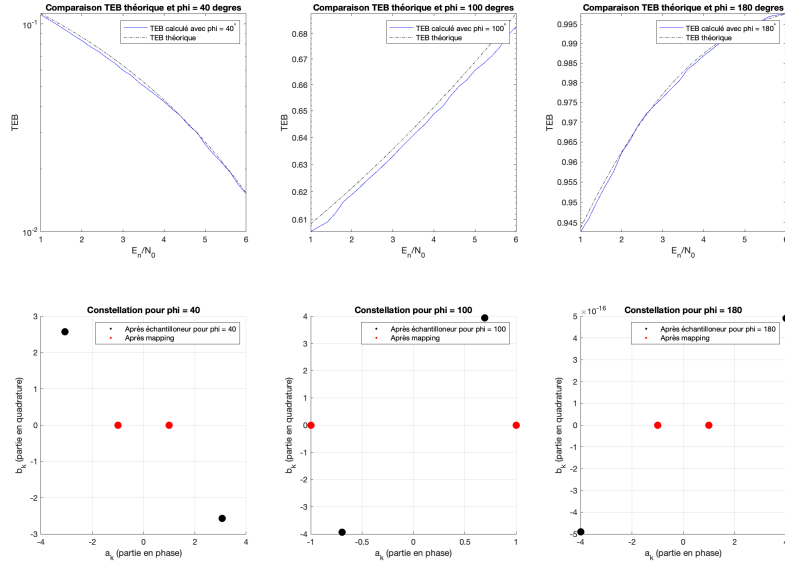 Comparaison TEB théorique et phi = 40 degres
TEB calculé avec phi = 40°
TEB théorique
10^-1
10^-2
TEB
1 2 3 4 5 6
E_n/N_0
Comparaison TEB théorique et phi = 100 degres
TEB calculé avec phi = 100°
TEB théorique
0.68
0.67
0.66
0.65
0.64
0.63
0.62
0.61
TEB
1 2 3 4 5 6
E_n/N_0
Comparaison TEB théorique et phi = 180 degres
TEB calculé avec phi = 180°
TEB théorique
0.995
0.99
0.985
0.98
0.975
0.97
0.965
0.96
0.955
0.95
0.945
TEB
1 2 3 4 5 6
E_n/N_0
Constellation pour phi = 40
Après échantilloneur pour phi = 40
Après mapping
3
2
1
0
-1
-2
-3
b_k (partie en quadrature)
-4 -2 0 2 4
a_k (partie en phase)
Constellation pour phi = 100
Après échantilloneur pour phi = 100
Après mapping
4
3
2
1
0
-1
-2
-3
-4
b_k (partie en quadrature)
-1 -0.5 0 0.5 1
a_k (partie en phase)
×10^-16
Constellation pour phi = 180
Après échantilloneur pour phi = 180
Après mapping
5
4
3
2
1
0
-1
-2
-3
-4
-5
b_k (partie en quadrature)
-4 -2 0 2 4
a_k (partie en phase)